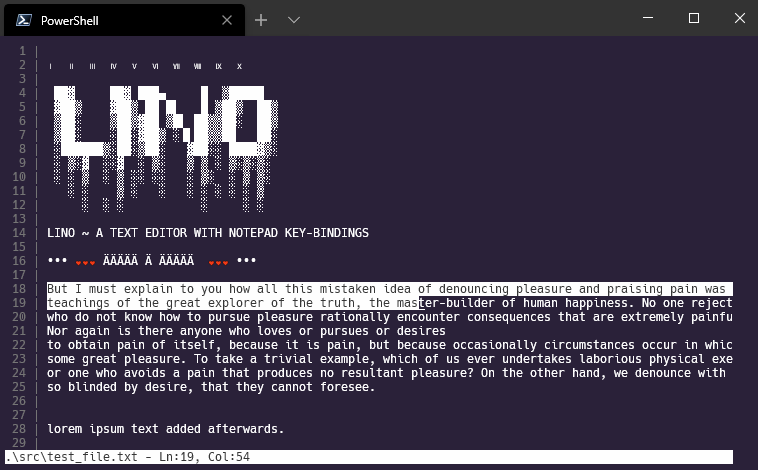 PowerShell
1 |
2 | Ⅰ Ⅱ Ⅲ Ⅳ Ⅴ Ⅵ Ⅶ Ⅷ Ⅸ Ⅹ
3 |
4 |
5 |
6 |
7 |
8 |
9 |
10 |
11 |
12 |
13 |
14 | LINO ~ A TEXT EDITOR WITH NOTEPAD KEY-BINDINGS
15 |
16 | ••• ♥♥♥ ÄÄÄÄÄ Ä ÄÄÄÄÄ ♥♥♥ •••
17 |
18 | But I must explain to you how all this mistaken idea of denouncing pleasure and praising pain was
19 | teachings of the great explorer of the truth, the master-builder of human happiness. No one reject
20 | who do not know how to pursue pleasure rationally encounter consequences that are extremely painfu
21 | Nor again is there anyone who loves or pursues or desires
22 | to obtain pain of itself, because it is pain, but because occasionally circumstances occur in whic
23 | some great pleasure. To take a trivial example, which of us ever undertakes laborious physical exe
24 | or one who avoids a pain that produces no resultant pleasure? On the other hand, we denounce with
25 | so blinded by desire, that they cannot foresee.
26 |
27 |
28 | lorem ipsum text added afterwards.
29 |
.\src\test_file.txt - Ln:19, Col:54